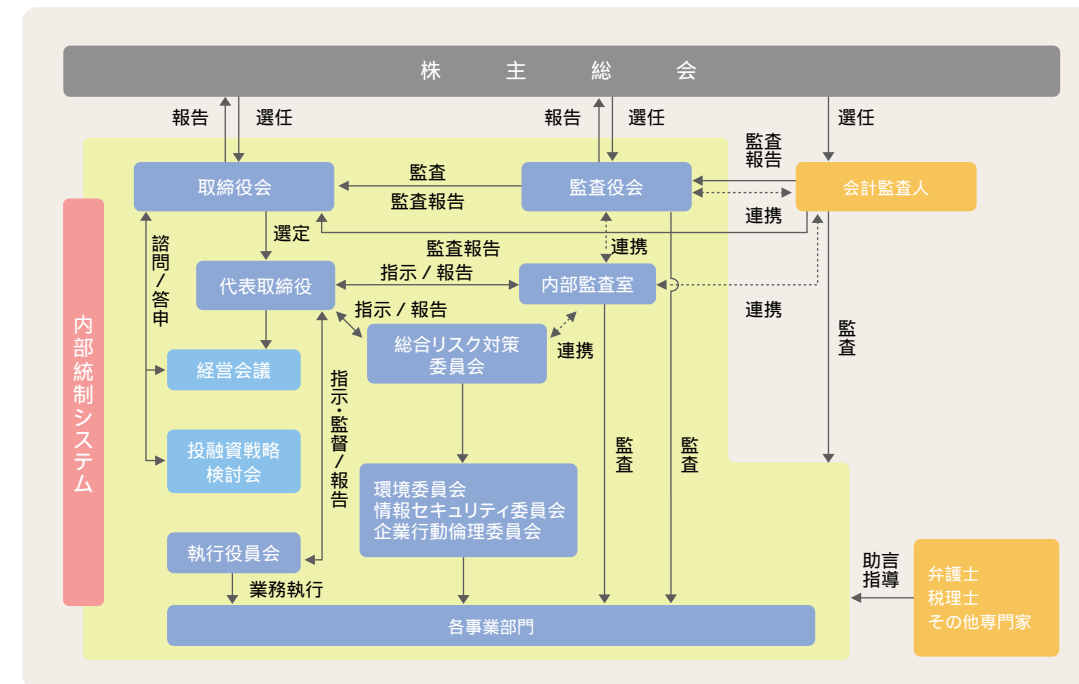 株主総会
報告
選任
報告
選任
選任
監査
報告
取締役会
監査
監査報告
監査役会
会計監査人
連携
選定
監査報告
連携
諮問/答申
代表取締役
指示 / 報告
内部監査室
連携
指示 / 報告
総合リスク対策
委員会
連携
監査
内部統制システム
経営会議
指示・監督/報告
投融資戦略
検討会
監査
監査
環境委員会
情報セキュリティ委員会
企業行動倫理委員会
執行役員会
業務執行
助言
指導
弁護士
税理士
その他専門家
各事業部門